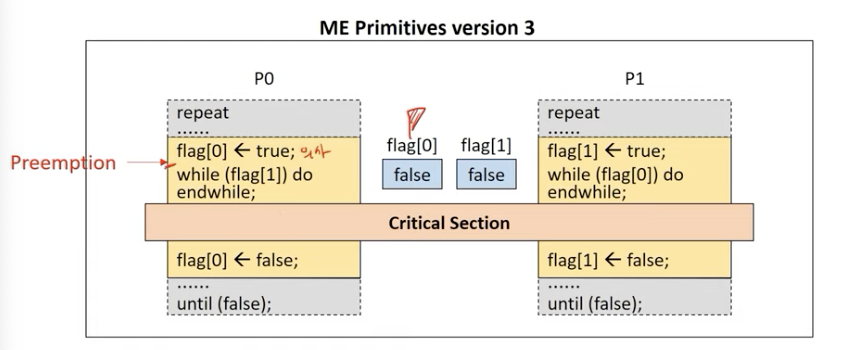 ME Primitives version 3
P0
P1
repeat
......
flag[0] ← true; 의사
while (flag[1]) do
endwhile;
Preemption
flag[0] flag[1]
false false
repeat
......
flag[1] ← true;
while (flag[0]) do
endwhile;
Critical Section
flag[0] ← false;
......
until (false);
flag[1] ← false;
......
until (false);